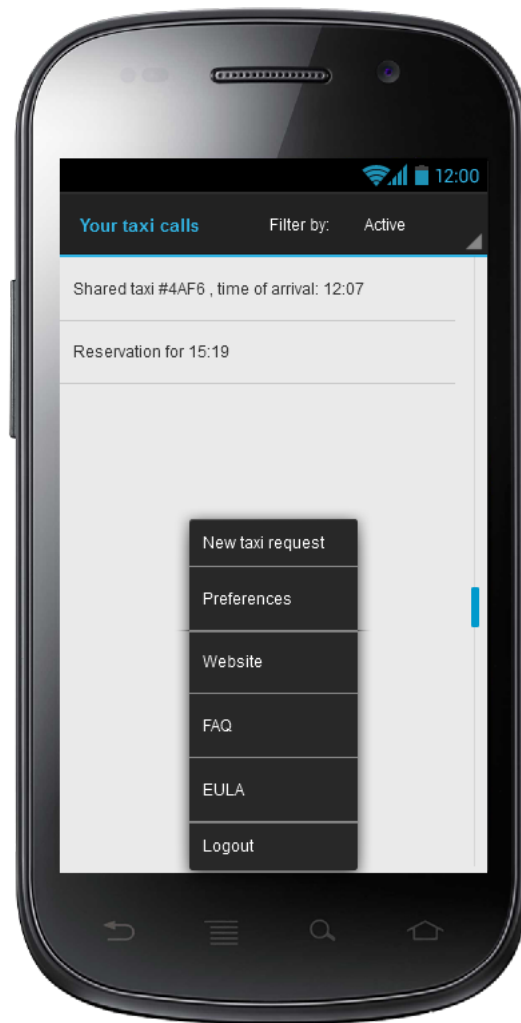 12:00
Your taxi calls Filter by: Active
Shared taxi #4AF6 , time of arrival: 12:07
Reservation for 15:19
New taxi request
Preferences
Website
FAQ
EULA
Logout